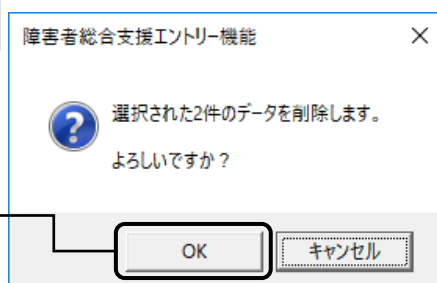 障害者総合支援エントリー機能
選択された2件のデータを削除します。
よろしいですか？
OK
キャンセル